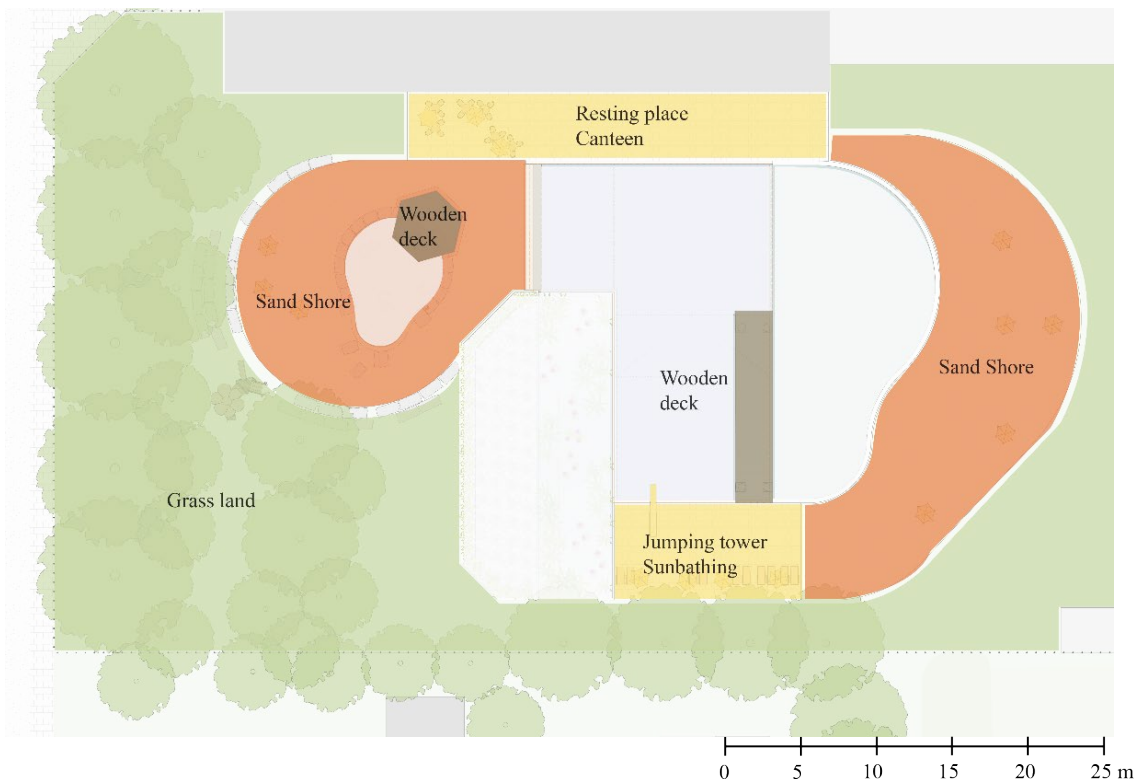 Resting place
Canteen
Wooden
deck
Sand Shore
Wooden
deck
Sand Shore
Grass land
Jumping tower
Sunbathing
0 5 10 15 20 25 m